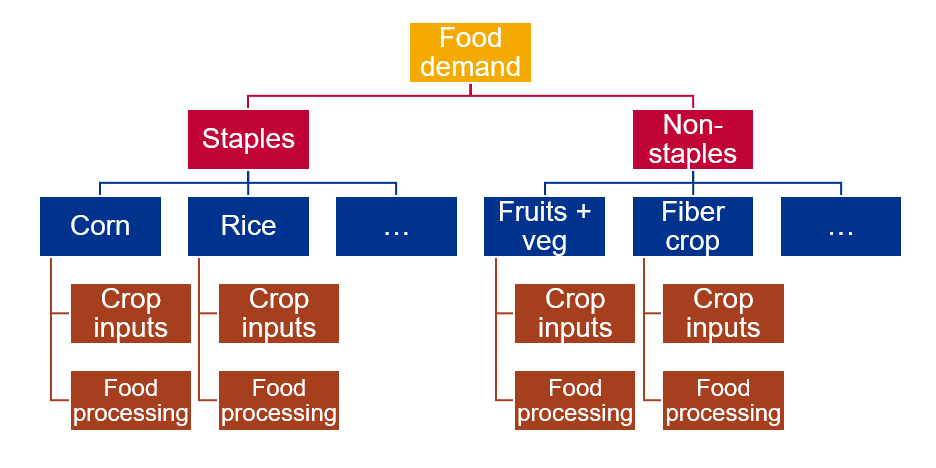 Food
demand
Staples
Non-
staples
Corn
Rice
...
Fruits +
veg
Fiber
crop
...
Crop
inputs
Crop
inputs
Crop
inputs
Crop
inputs
Food
processing
Food
processing
Food
processing
Food
processing